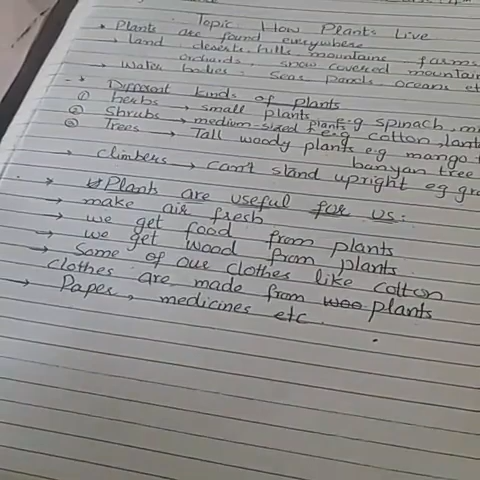 Topic: How Plants Live
→ Plants are found everywhere
→ land deserts, hills mountains farms
orchards, snow covered
→ Water bodies - Seas Ponds, oceans
→ Different kinds of plants
① herbs → small plants e.g spinach,
② Shrubs → medium-sized plants e.g cotton,
③ Trees → Tall woody plants e.g mango
banyan tree
→ climbers → can't stand upright eg
* Plants are useful for us:
→ make air fresh
→ we get food from plants
→ we get wood from plants.
→ Some of our clothes like cotton
clothes are made from plants
→ Paper, medicines etc.